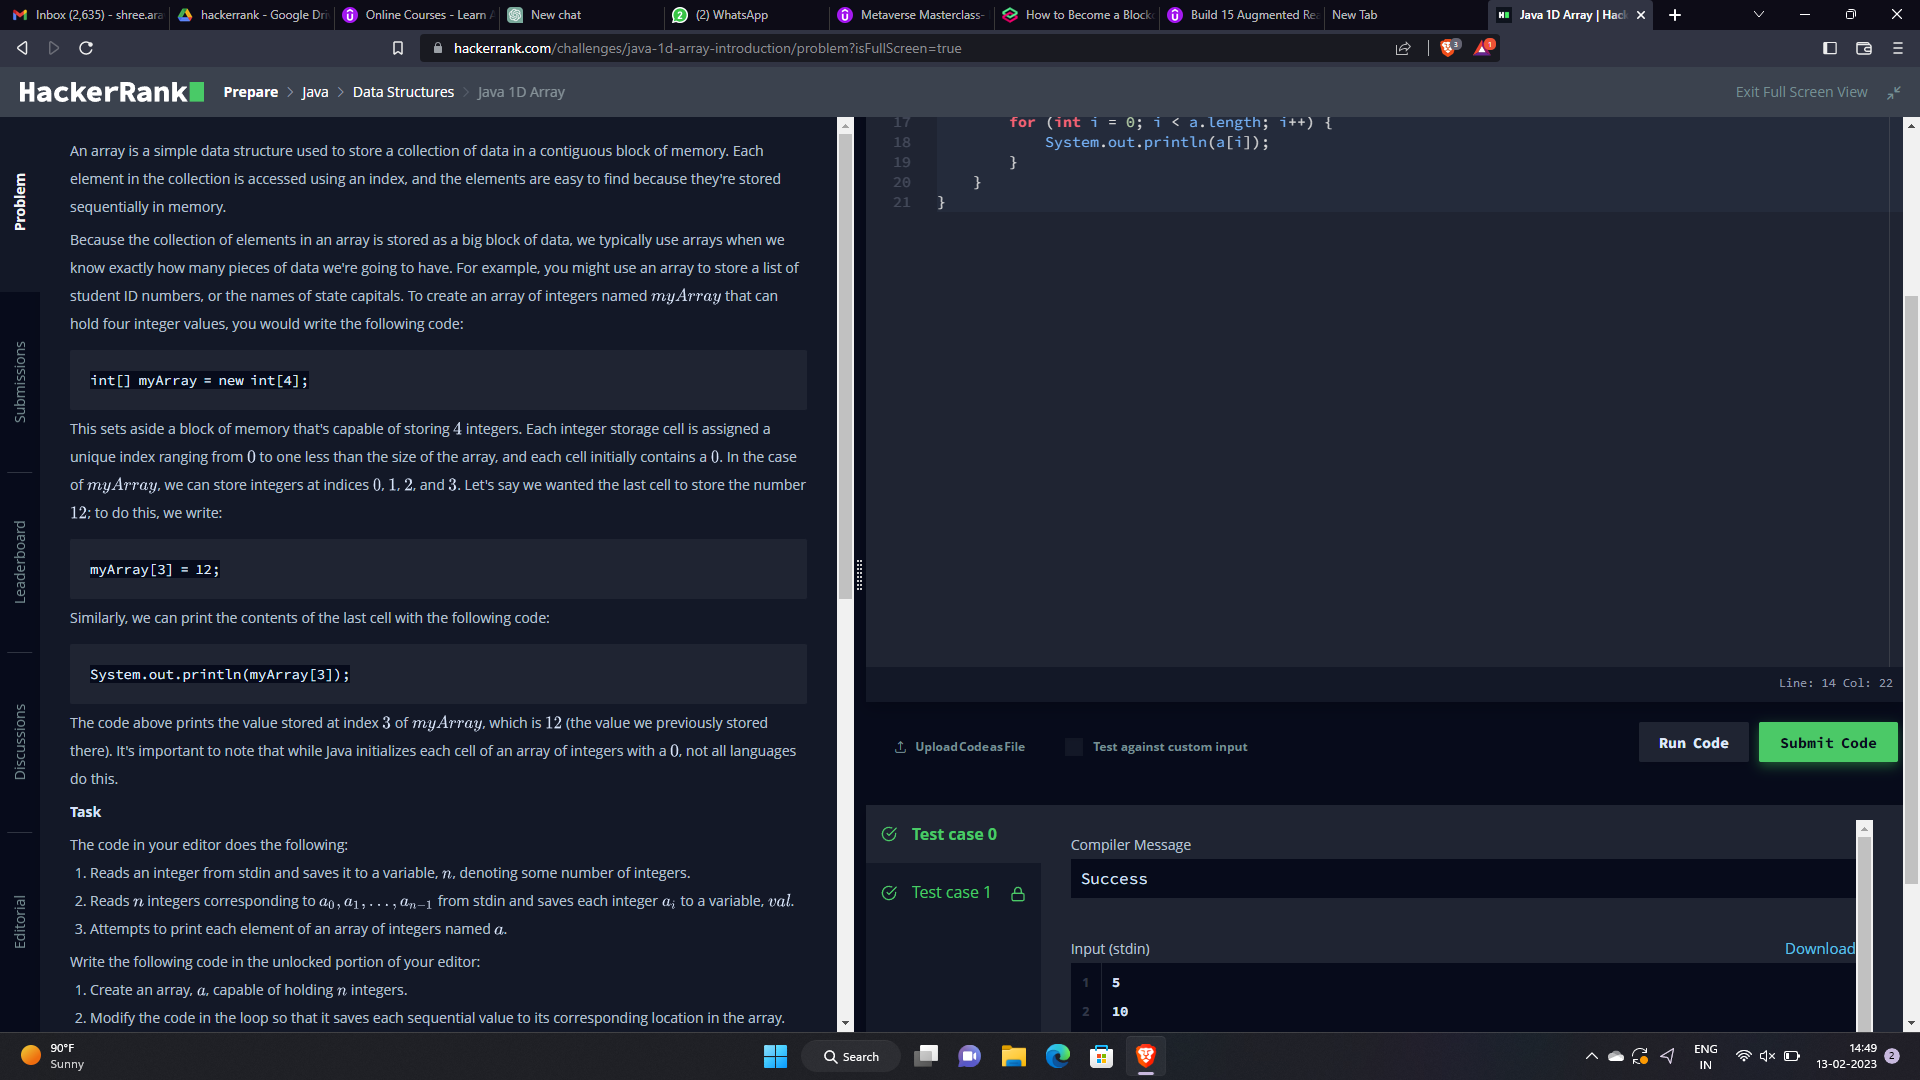 Inbox (2,635) - shree.ara
hackerrank - Google Dri
Online Courses - Learn A
New chat
(2) WhatsApp
Metaverse Masterclass-
How to Become a Blockc
Build 15 Augmented Rea
New Tab
Java 1D Array | Hack
hackerrank.com/challenges/java-1d-array-introduction/problem?isFullScreen=true
3
1
HackerRank
Prepare > Java > Data Structures > Java 1D Array
Exit Full Screen View
Problem
Submissions
Leaderboard
Discussions
Editorial
An array is a simple data structure used to store a collection of data in a contiguous block of memory. Each
element in the collection is accessed using an index, and the elements are easy to find because they're stored
sequentially in memory.
Because the collection of elements in an array is stored as a big block of data, we typically use arrays when we
know exactly how many pieces of data we're going to have. For example, you might use an array to store a list of
student ID numbers, or the names of state capitals. To create an array of integers named myArray that can
hold four integer values, you would write the following code:
int[] myArray = new int[4];
This sets aside a block of memory that's capable of storing 4 integers. Each integer storage cell is assigned a
unique index ranging from 0 to one less than the size of the array, and each cell initially contains a 0. In the case
of myArray, we can store integers at indices 0, 1, 2, and 3. Let's say we wanted the last cell to store the number
12; to do this, we write:
myArray[3] = 12;
Similarly, we can print the contents of the last cell with the following code:
System.out.println(myArray[3]);
The code above prints the value stored at index 3 of myArray, which is 12 (the value we previously stored
there). It's important to note that while Java initializes each cell of an array of integers with a 0, not all languages
do this.
Task
The code in your editor does the following:
1. Reads an integer from stdin and saves it to a variable, n, denoting some number of integers.
2. Reads n integers corresponding to a₀, a₁, . . . , aₙ₋₁ from stdin and saves each integer aᵢ to a variable, val.
3. Attempts to print each element of an array of integers named a.
Write the following code in the unlocked portion of your editor:
1. Create an array, a, capable of holding n integers.
2. Modify the code in the loop so that it saves each sequential value to its corresponding location in the array.
17 for (int i = 0; i < a.length; i++) {
18 System.out.println(a[i]);
19 }
20 }
21 }
Line: 14 Col: 22
Upload Code as File
Test against custom input
Run Code
Submit Code
Test case 0
Test case 1
Compiler Message
Success
Input (stdin)
Download
1 5
2 10
90°F
Sunny
Search
ENG
IN
14:49
13-02-2023
2